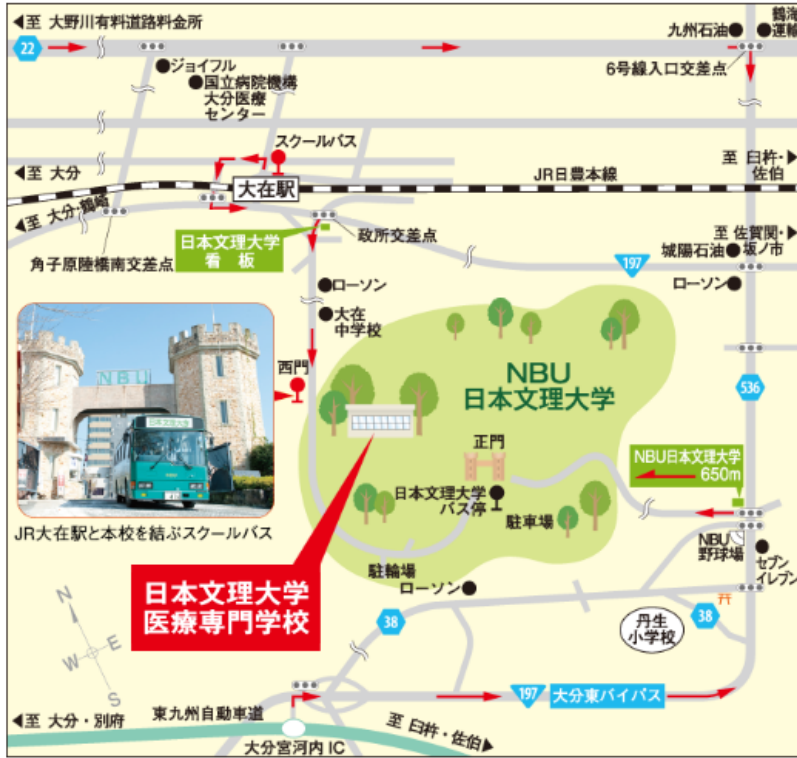 ◀至 大野川有料道路料金所
22
ジョイフル
国立病院機構
大分医療
センター
九州石油
鶴海
運輸
6号線入口交差点
スクールバス
◀至 大分
大在駅
JR日豊本線
至 臼杵・▶
佐伯
◀至 大分・鶴崎
角子原陸橋南交差点
日本文理大学
看 板
政所交差点
197
至 佐賀関・▶
坂ノ市
城陽石油
ローソン
ローソン
大在
中学校
西門
NBU
日本文理大学
536
NBU
日本文理大学
正門
NBU日本文理大学
650m
日本文理大学
バス停
駐車場
JR大在駅と本校を結ぶスクールバス
NBU
野球場
セブン
イレブン
駐輪場
ローソン
日本文理大学
医療専門学校
N
W
E
S
38
丹生
小学校
38
197
大分東バイパス
◀至 大分・別府
東九州自動車道
大分宮河内 IC
至 臼杵・佐伯▶